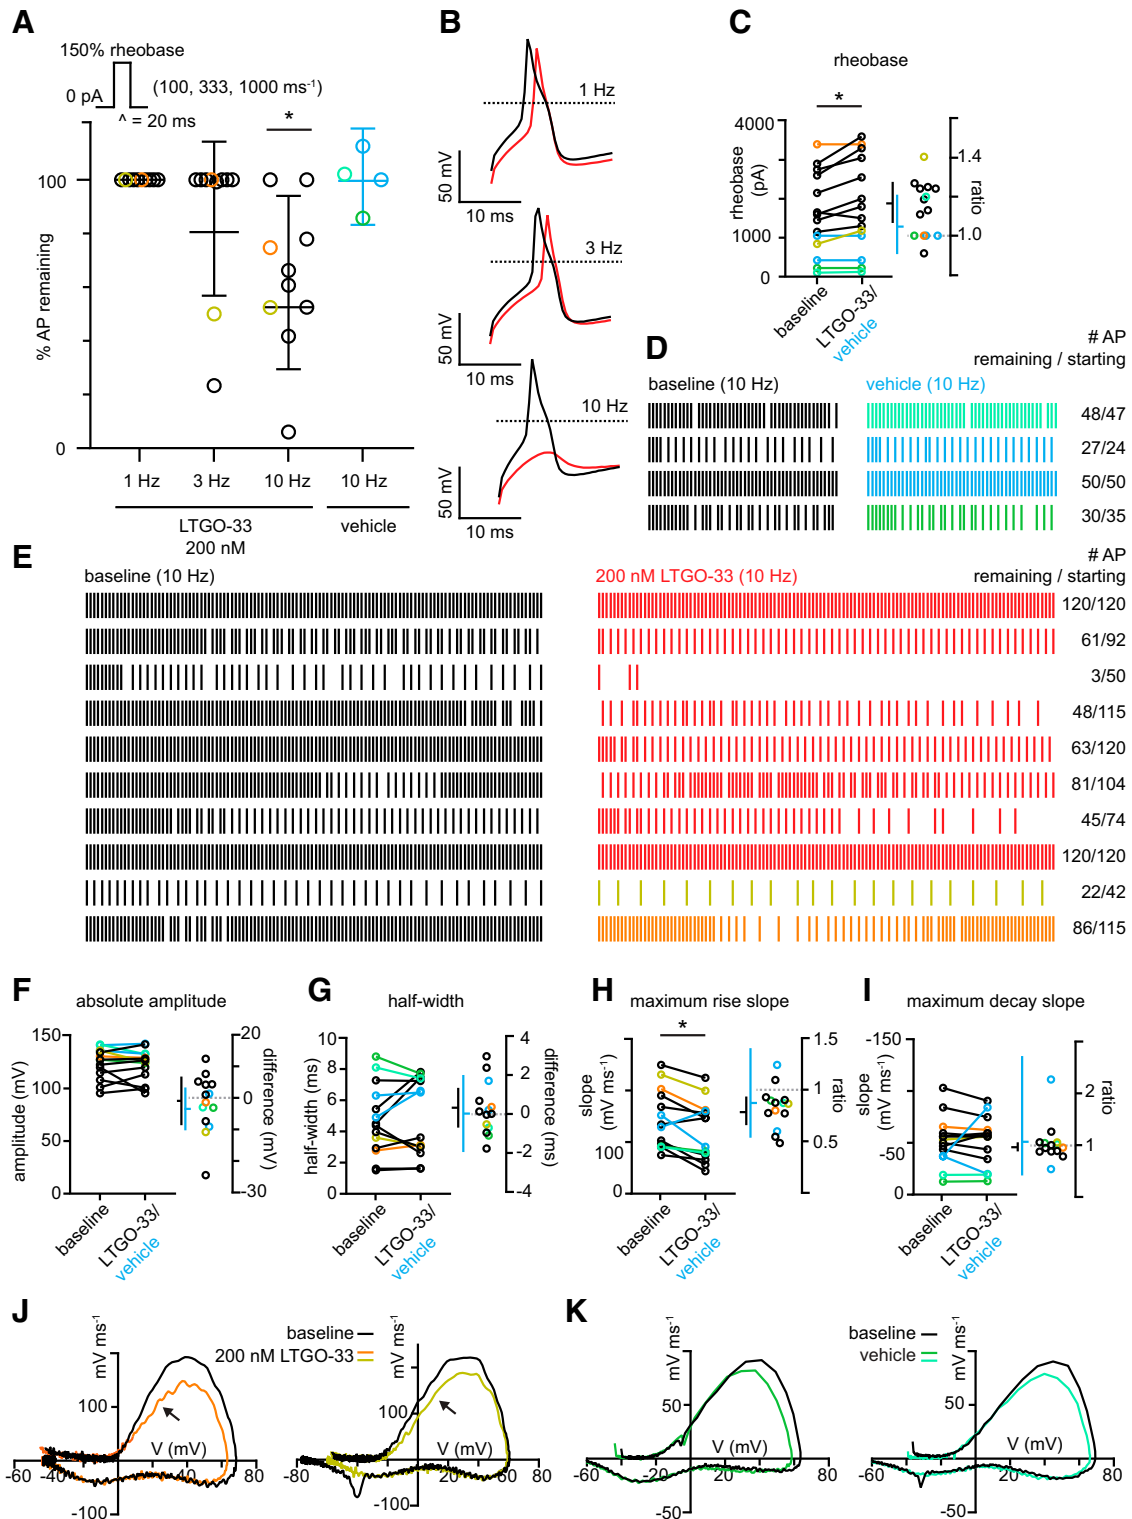 A
150% rheobase
0 pA
(100, 333, 1000 ms-1)
^ = 20 ms
*
100
% AP remaining
0
1 Hz
3 Hz
10 Hz
10 Hz
LTGO-33
200 nM
vehicle
B
1 Hz
50 mV
10 ms
3 Hz
50 mV
10 ms
10 Hz
50 mV
10 ms
C
rheobase
*
4000
rheobase
(pA)
1000
0
1.4
ratio
1.0
baseline
LTGO-33/
vehicle
D
# AP
remaining / starting
baseline (10 Hz)
vehicle (10 Hz)
48/47
27/24
50/50
30/35
E
# AP
baseline (10 Hz)
200 nM LTGO-33 (10 Hz)
remaining / starting
120/120
61/92
3/50
48/115
63/120
81/104
45/74
120/120
22/42
86/115
F
absolute amplitude
150
100
50
0
amplitude (mV)
20
0
-30
difference (mV)
baseline
LTGO-33/
vehicle
G
half-width
10
8
6
4
2
0
half-width (ms)
4
2
0
-2
-4
difference (ms)
baseline
LTGO-33/
vehicle
H
maximum rise slope
*
slope
(mV ms-1)
100
0
1.5
1
0.5
ratio
baseline
LTGO-33/
vehicle
I
maximum decay slope
-150
-50
0
slope
(mV ms-1)
2
1
ratio
baseline
LTGO-33/
vehicle
J
baseline
200 nM LTGO-33
mV ms-1
100
V (mV)
-60
-40
40
80
-100
mV ms-1
100
V (mV)
-80
-20
20
80
-100
K
baseline
vehicle
mV ms-1
50
V (mV)
-60
-20
20
80
-50
mV ms-1
50
V (mV)
-60
-20
20
80
-50